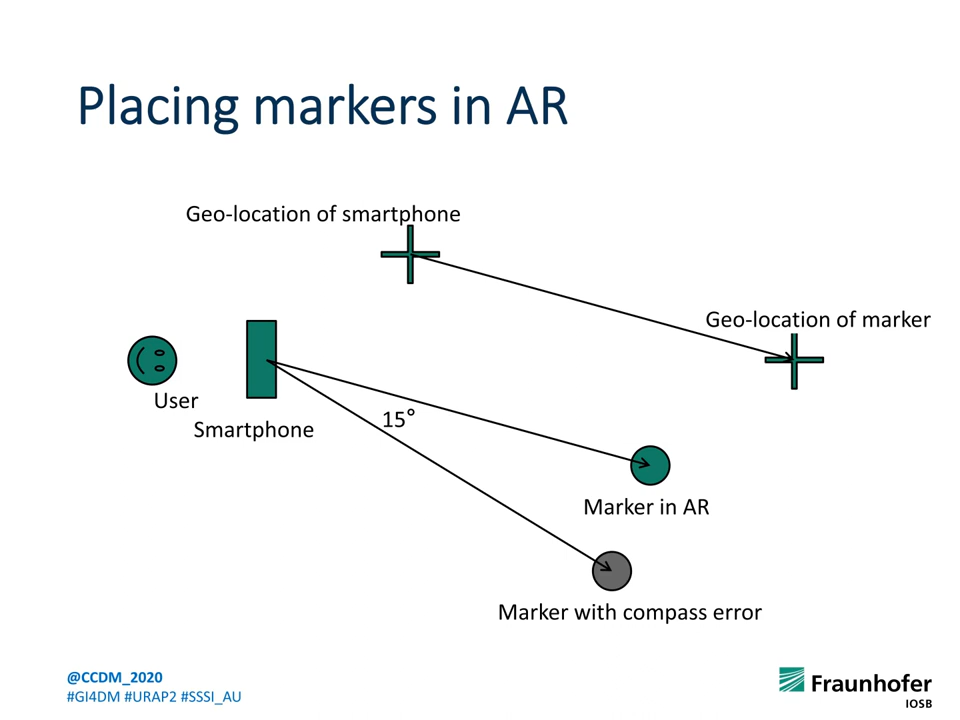 Placing markers in AR
Geo-location of smartphone
Geo-location of marker
User
Smartphone
15°
Marker in AR
Marker with compass error
@CCDM_2020
#GI4DM #URAP2 #SSSI_AU
Fraunhofer
IOSB